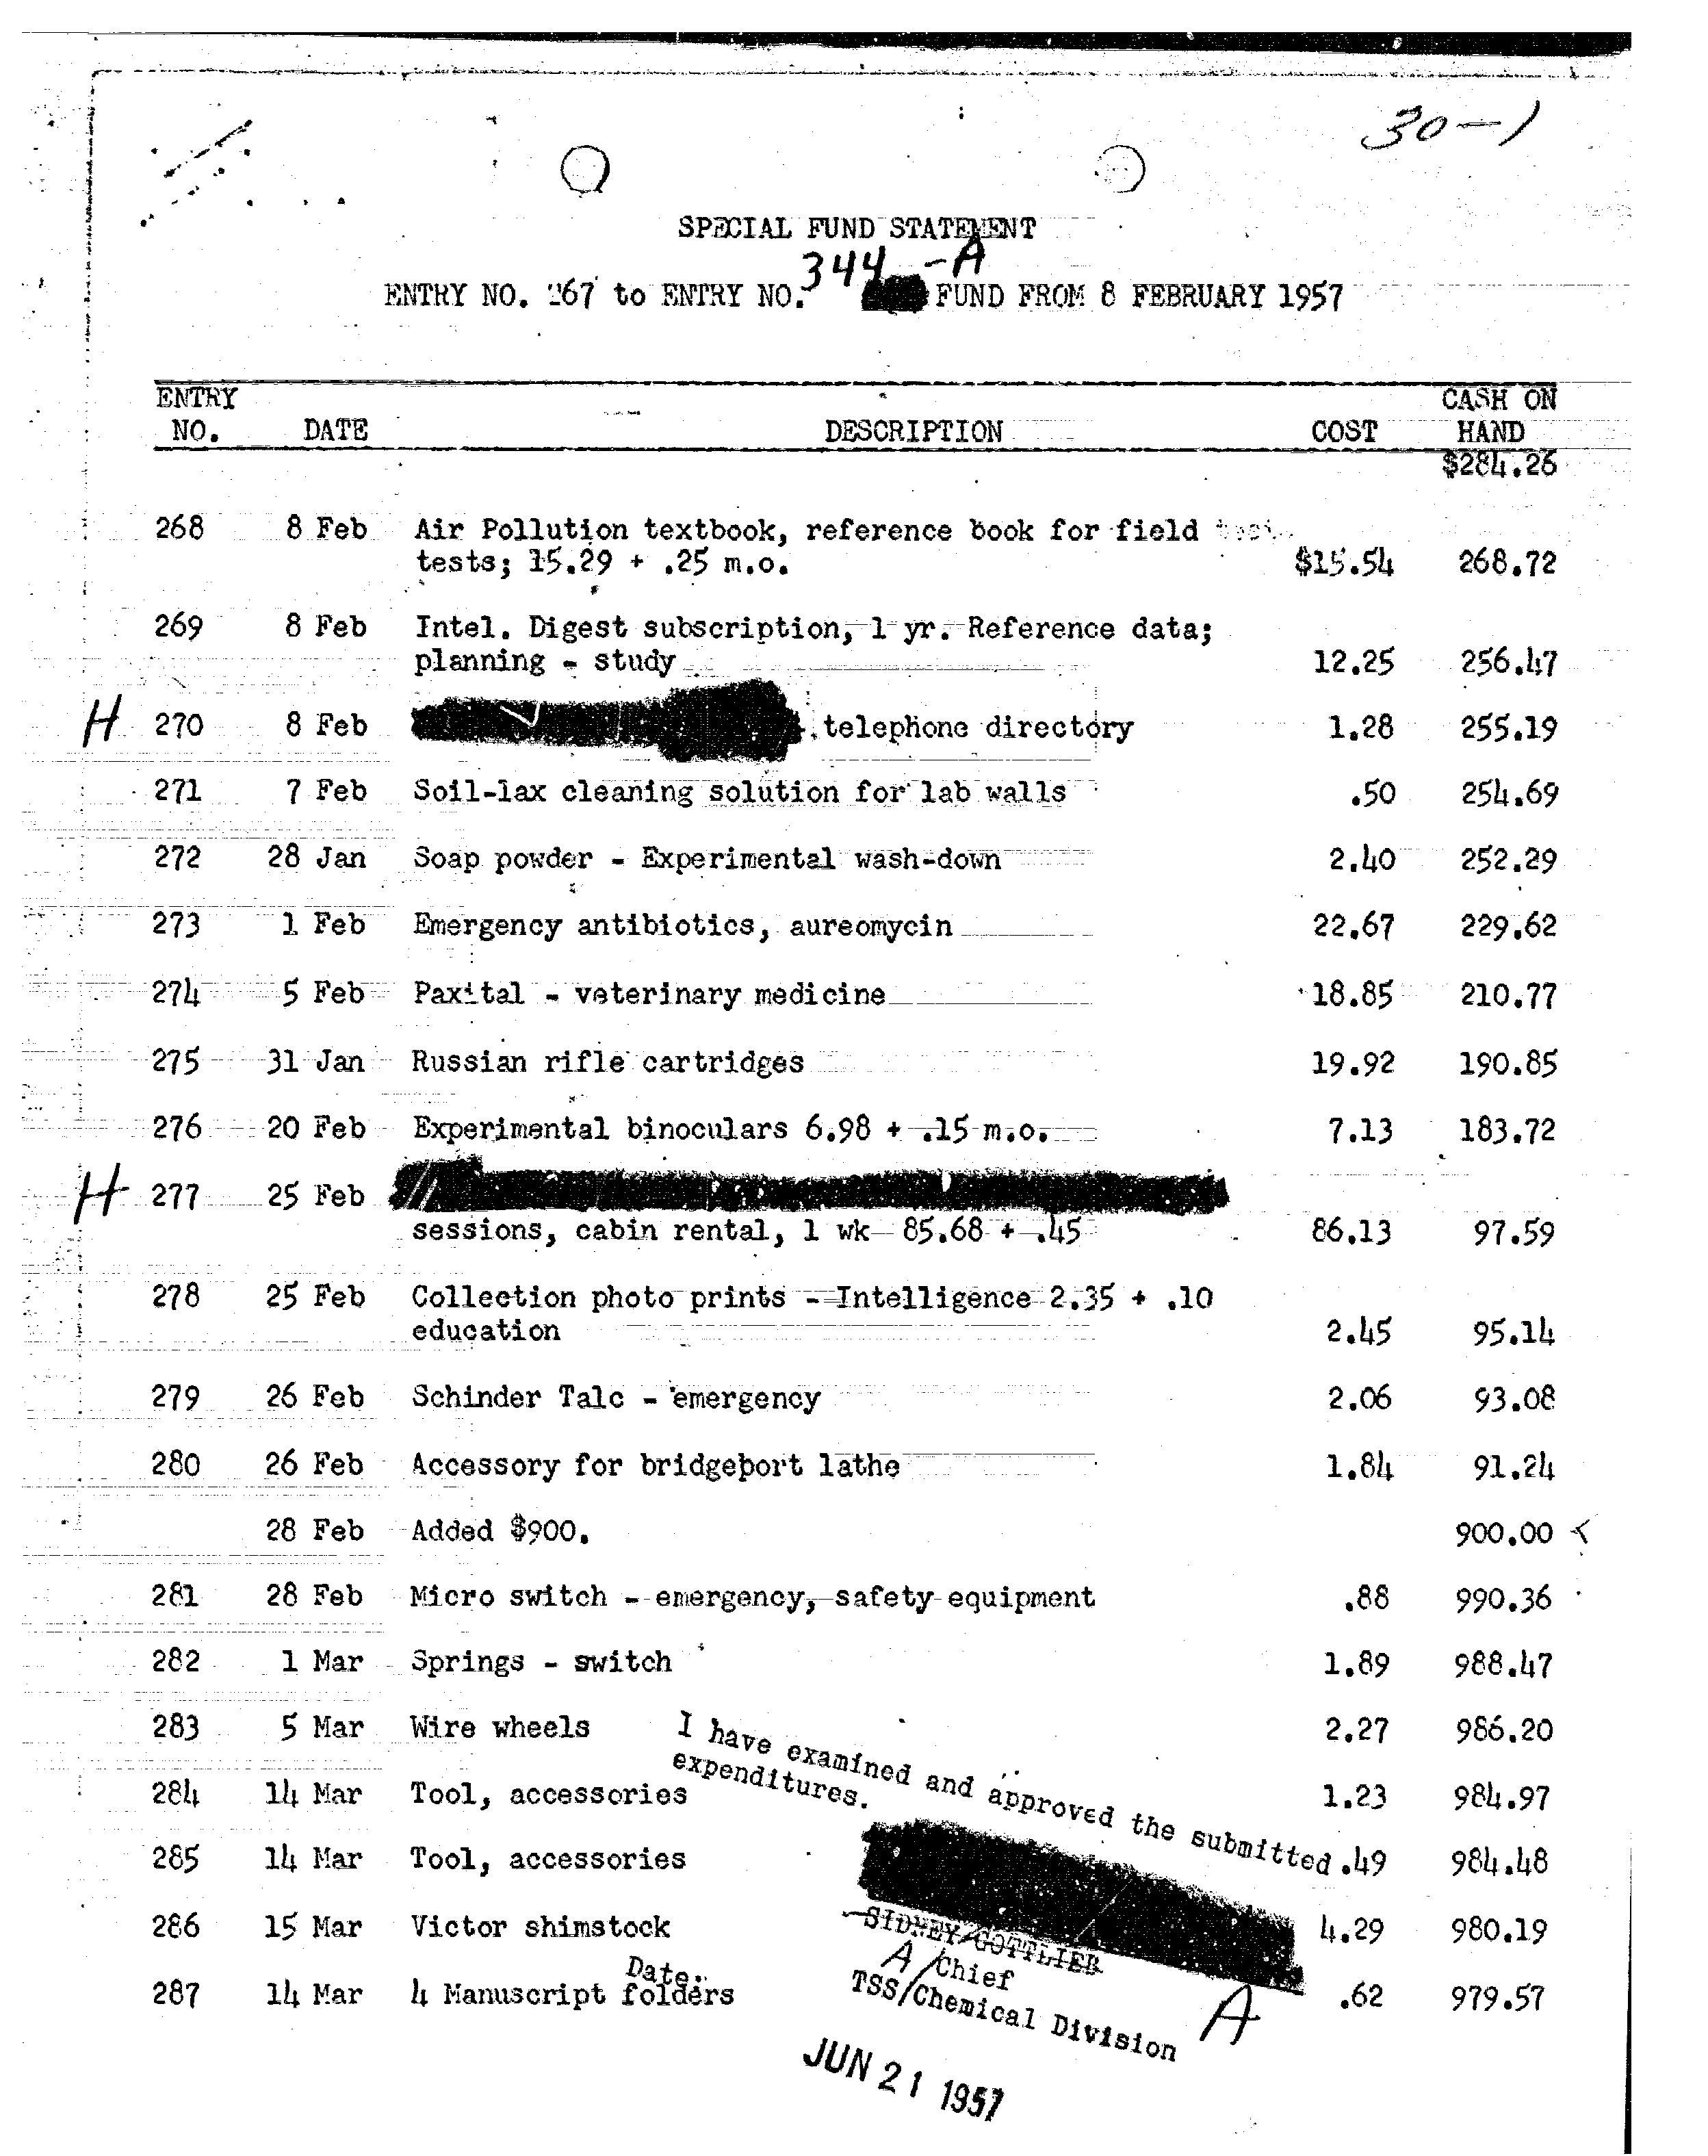 30-1
SPECIAL FUND STATEMENT
344 -A
ENTRY NO. 267 to ENTRY NO. FUND FROM 8 FEBRUARY 1957
ENTRY NO. DATE DESCRIPTION COST CASH ON HAND
$284.26
268 8 Feb Air Pollution textbook, reference book for field
tests; 15.29 + .25 m.o. $15.54 268.72
269 8 Feb Intel. Digest subscription, 1 yr. Reference data;
planning - study 12.25 256.47
H 270 8 Feb telephone directory 1.28 255.19
271 7 Feb Soil-lax cleaning solution for lab walls .50 254.69
272 28 Jan Soap powder - Experimental wash-down 2.40 252.29
273 1 Feb Emergency antibiotics, aureomycin 22.67 229.62
274 5 Feb Paxital - veterinary medicine 18.85 210.77
275 31 Jan Russian rifle cartridges 19.92 190.85
276 20 Feb Experimental binoculars 6.98 + .15 m.o. 7.13 183.72
H 277 25 Feb
sessions, cabin rental, 1 wk 85.68 + .45 86.13 97.59
278 25 Feb Collection photo prints - Intelligence 2.35 + .10
education 2.45 95.14
279 26 Feb Schinder Talc - emergency 2.06 93.08
280 26 Feb Accessory for bridgeport lathe 1.84 91.24
28 Feb Added $900. 900.00
281 28 Feb Micro switch - emergency, safety equipment .88 990.36
282 1 Mar Springs - switch 1.89 988.47
283 5 Mar Wire wheels 2.27 986.20
284 14 Mar Tool, accessories 1.23 984.97
285 14 Mar Tool, accessories .49 984.48
286 15 Mar Victor shimstock 4.29 980.19
287 14 Mar 4 Manuscript folders .62 979.57
I have examined and approved the submitted
expenditures.
SIDNEY GOTTLIEB
A/Chief
TSS/Chemical Division
A
Date:
JUN 21 1957